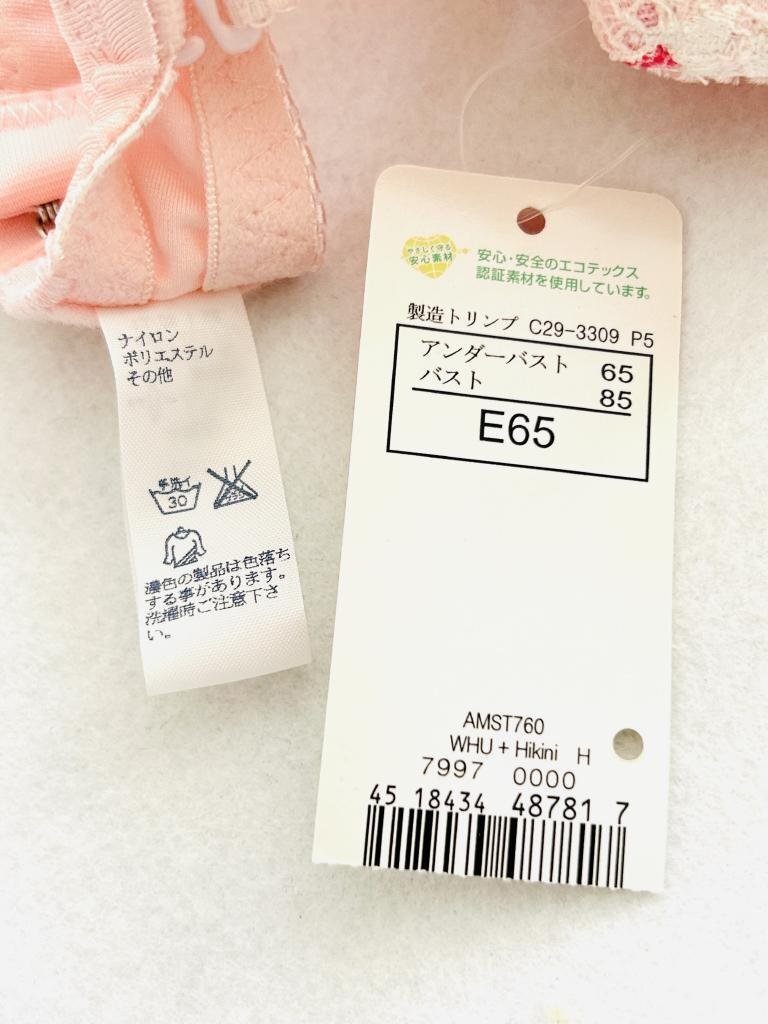 ナイロン
ポリエステル
その他
手洗イ
30
濃色の製品は色落ち
する事があります。
洗濯時ご注意下さ
い。
やさしく守る
安心素材
安心・安全のエコテックス
認証素材を使用しています。
製造トリンプ C29-3309 P5
アンダーバスト 65
バスト 85
E65
AMST760
WHU + Hikini H
7997 0000
45 18434 48781 7